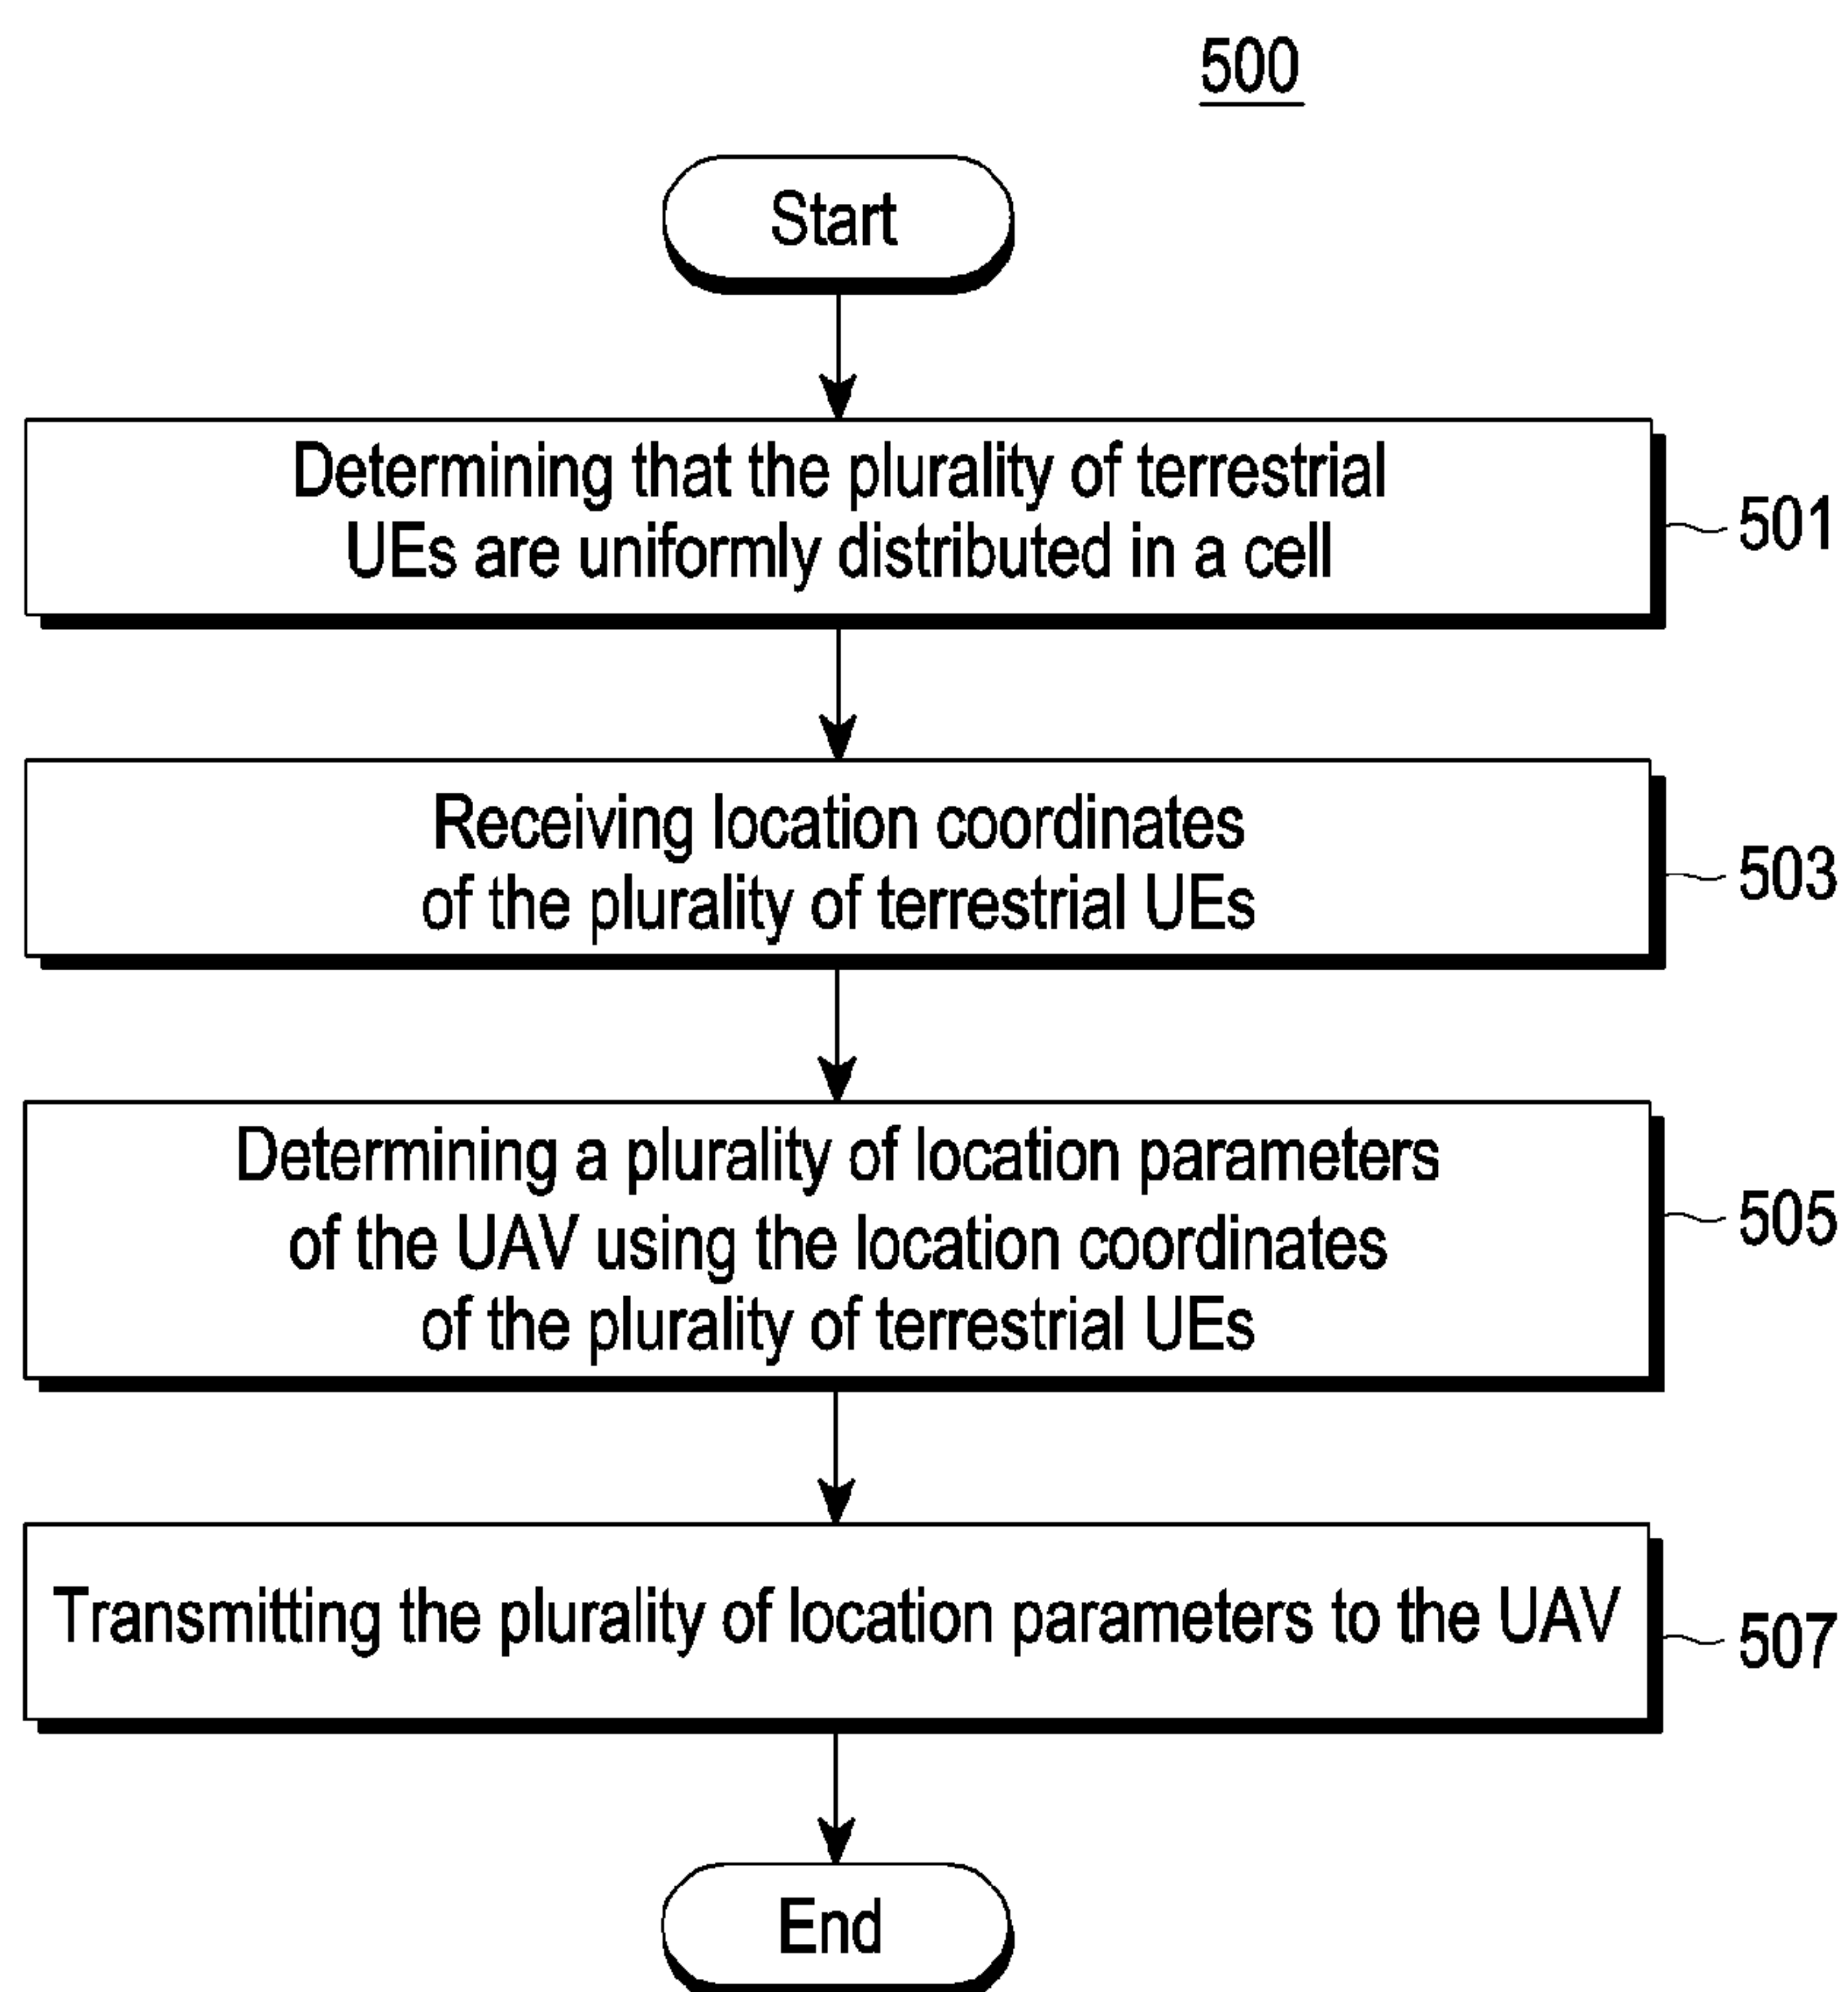 500
Start
Determining that the plurality of terrestrial
UEs are uniformly distributed in a cell
501
Receiving location coordinates
of the plurality of terrestrial UEs
503
Determining a plurality of location parameters
of the UAV using the location coordinates
of the plurality of terrestrial UEs
505
Transmitting the plurality of location parameters to the UAV
507
End